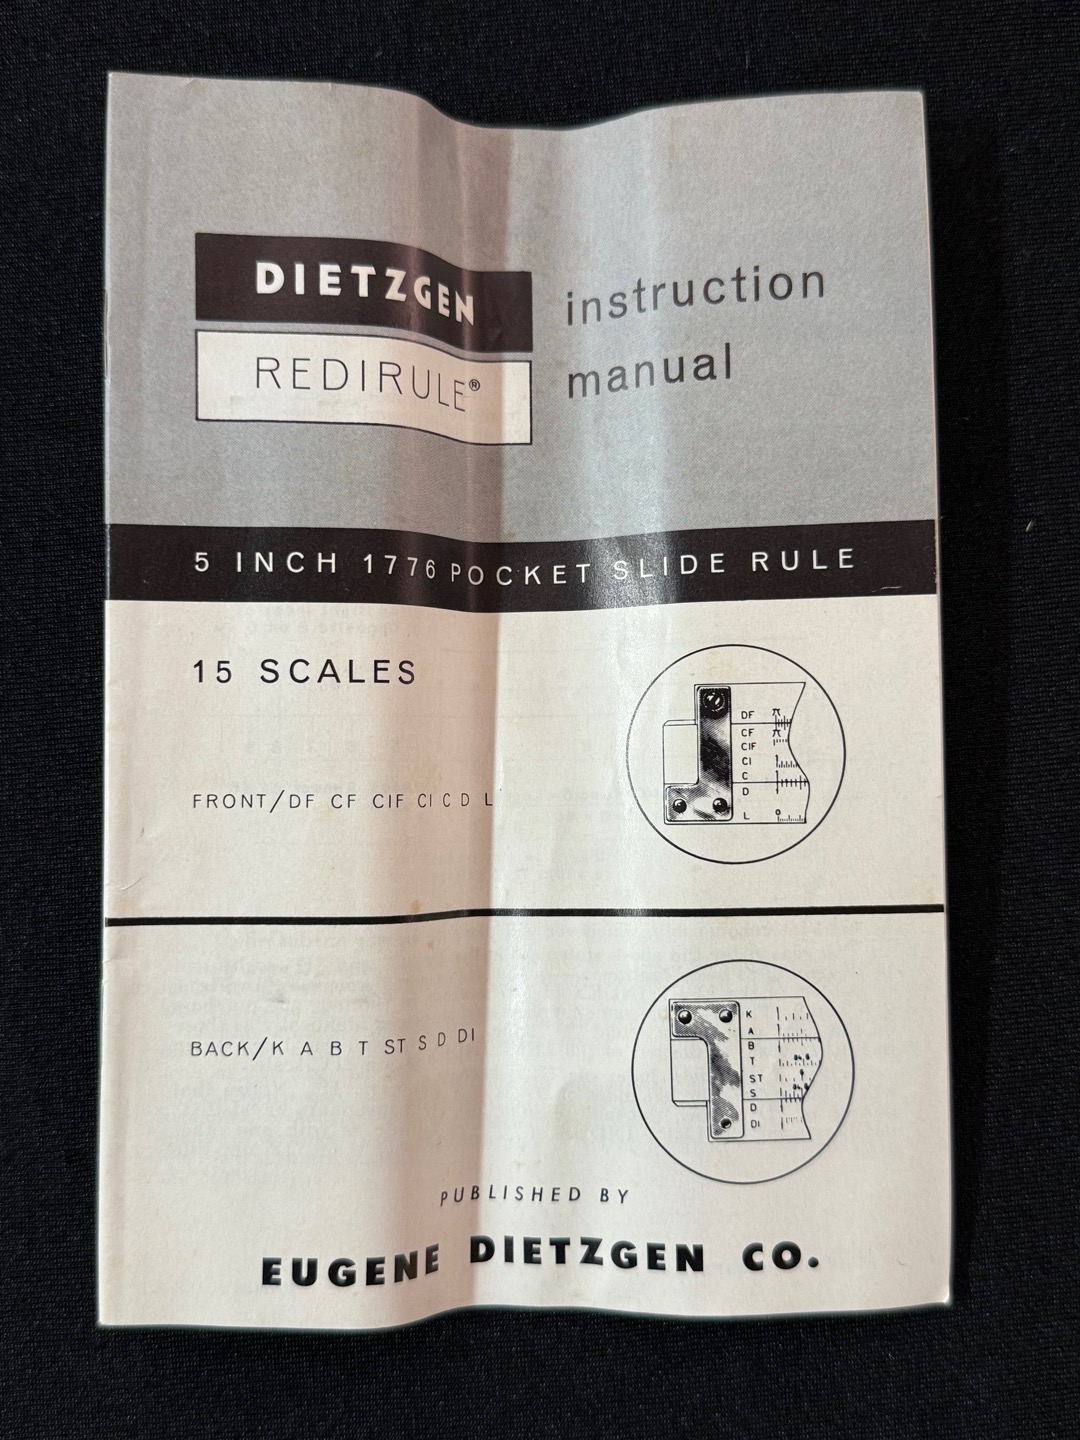 DIETZGEN
REDIRULE®
instruction
manual
5 INCH 1776 POCKET SLIDE RULE
15 SCALES
FRONT/DF CF CIF CI C D L
DF π
CF π
CIF
CI
C
D
L 0
BACK/K A B T ST S D DI
K
A
B
T
ST
S
D
DI
PUBLISHED BY
EUGENE DIETZGEN CO.